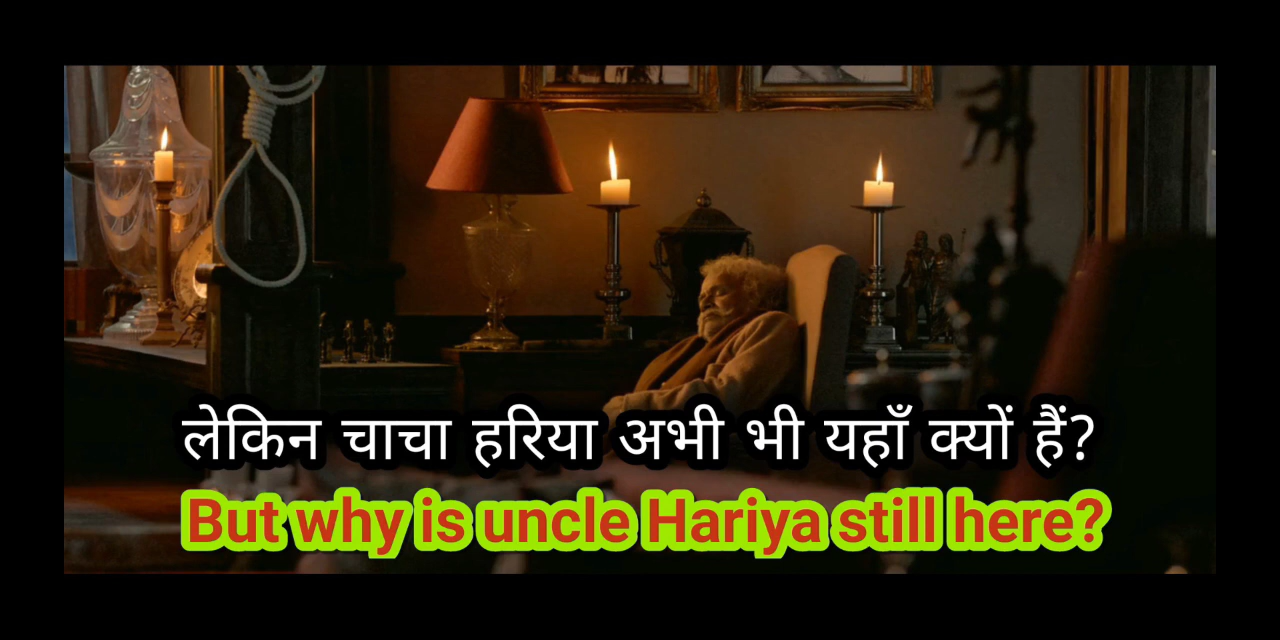 लेकिन चाचा हरिया अभी भी यहाँ क्यों हैं?
But why is uncle Hariya still here?